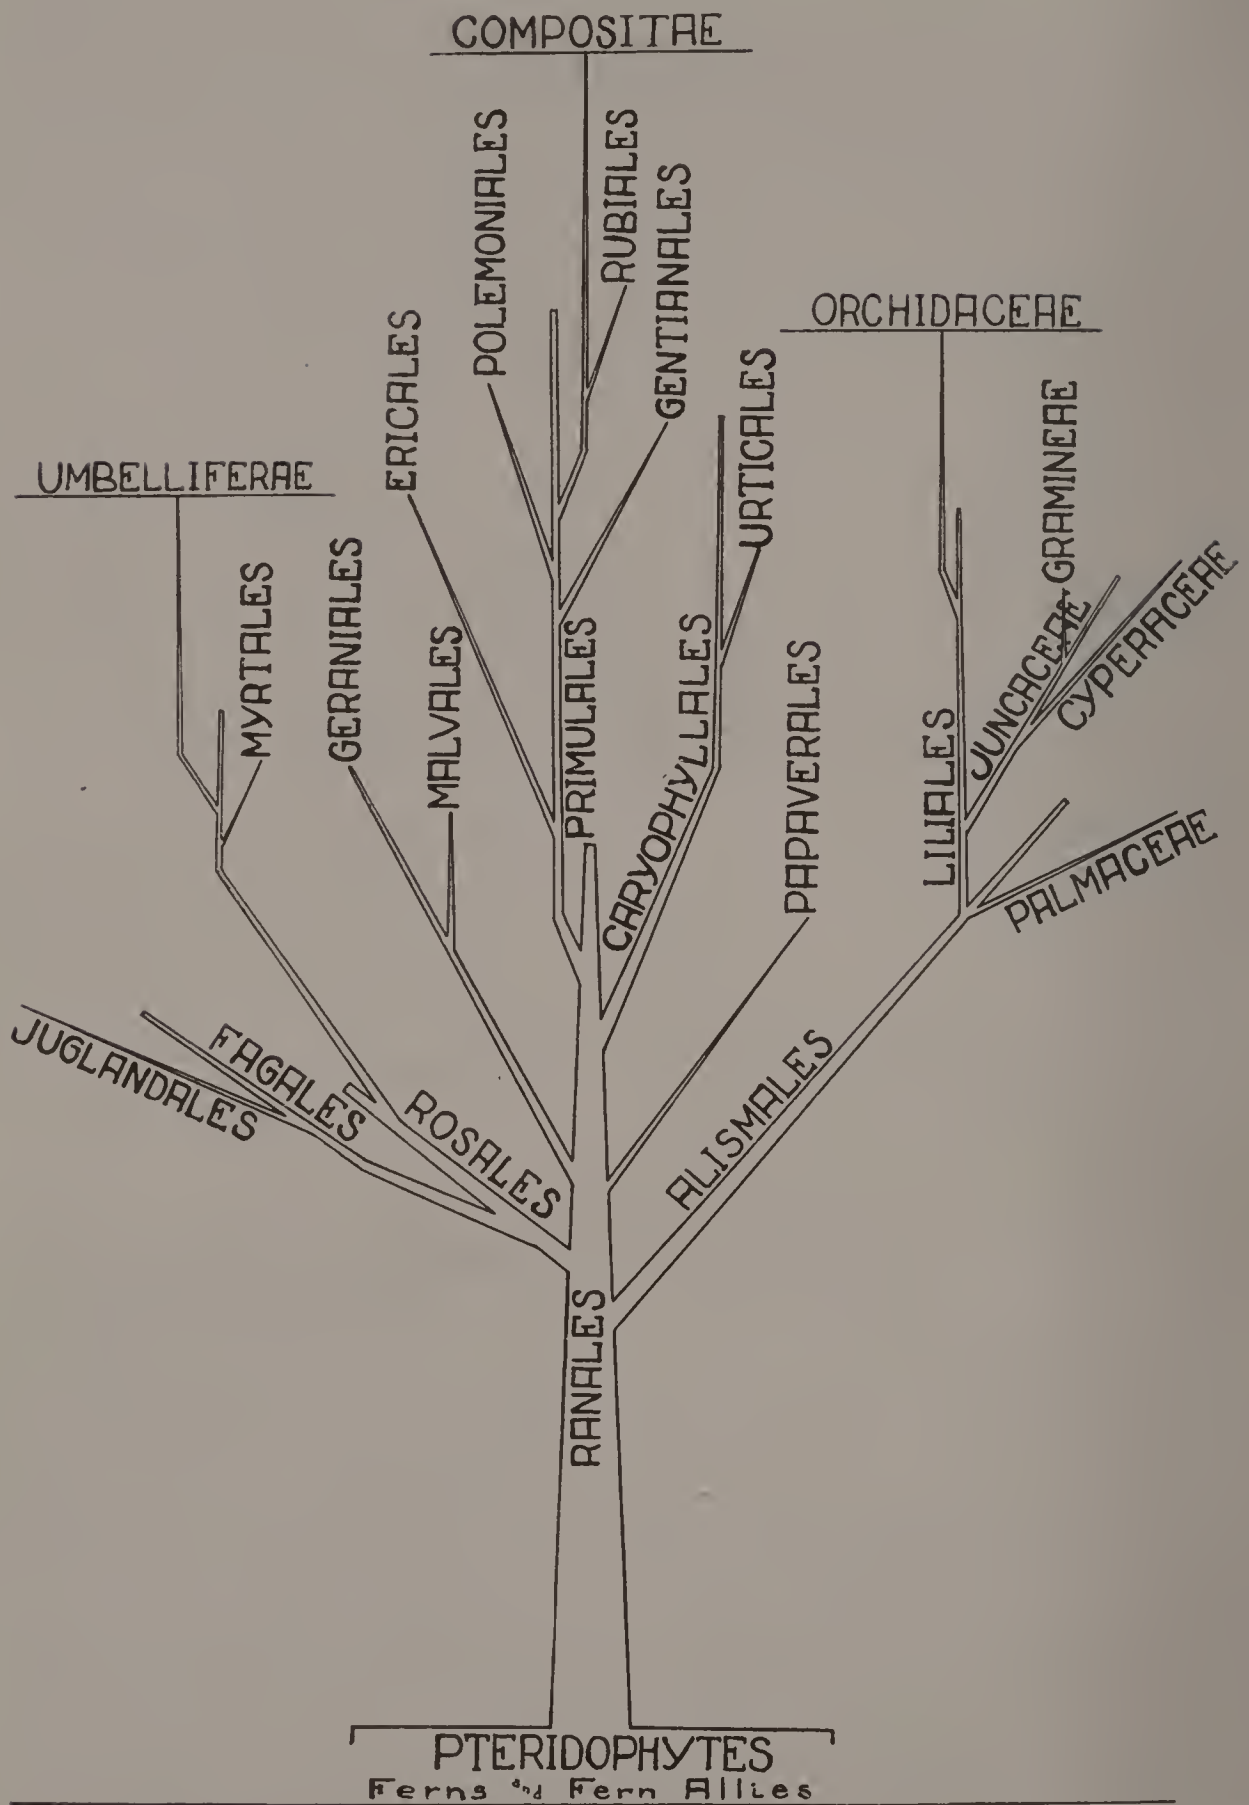 COMPOSITAE
POLEMONIALES
RUBIALES
GENTIANALES
ERICALES
ORCHIDACEAE
URTICALES
GRAMINEAE
UMBELLIFERAE
MYRTALES
GERANIALES
MALVALES
PRIMULALES
CARYOPHYLLALES
PAPAVERALES
LILIALES
JUNCACEAE
CYPERACEAE
PALMACEAE
JUGLANDALES
FAGALES
ROSALES
ALISMALES
RANALES
PTERIDOPHYTES
Ferns and Fern Allies